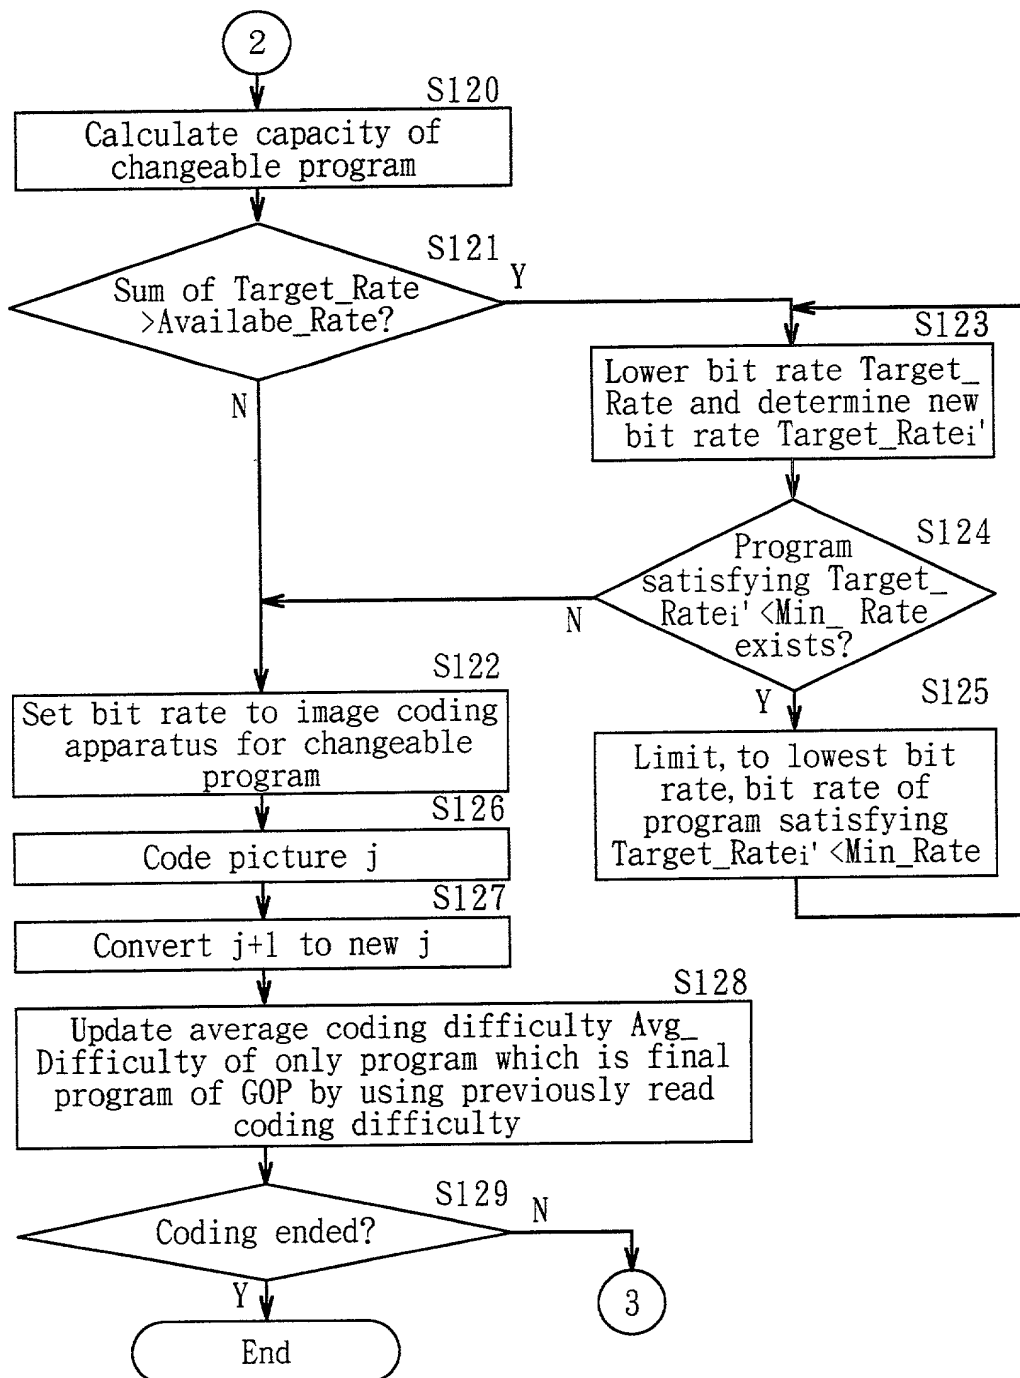 2
S120
Calculate capacity of
changeable program
S121
Sum of Target_Rate
>Availabe_Rate?
Y
N
S123
Lower bit rate Target_
Rate and determine new
bit rate Target_Ratei'
S124
Program
satisfying Target_
Ratei' <Min_ Rate
exists?
N
Y
S122
Set bit rate to image coding
apparatus for changeable
program
S125
Limit, to lowest bit
rate, bit rate of
program satisfying
Target_Ratei' <Min_Rate
S126
Code picture j
S127
Convert j+1 to new j
S128
Update average coding difficulty Avg_
Difficulty of only program which is final
program of GOP by using previously read
coding difficulty
S129
Coding ended?
N
Y
3
End